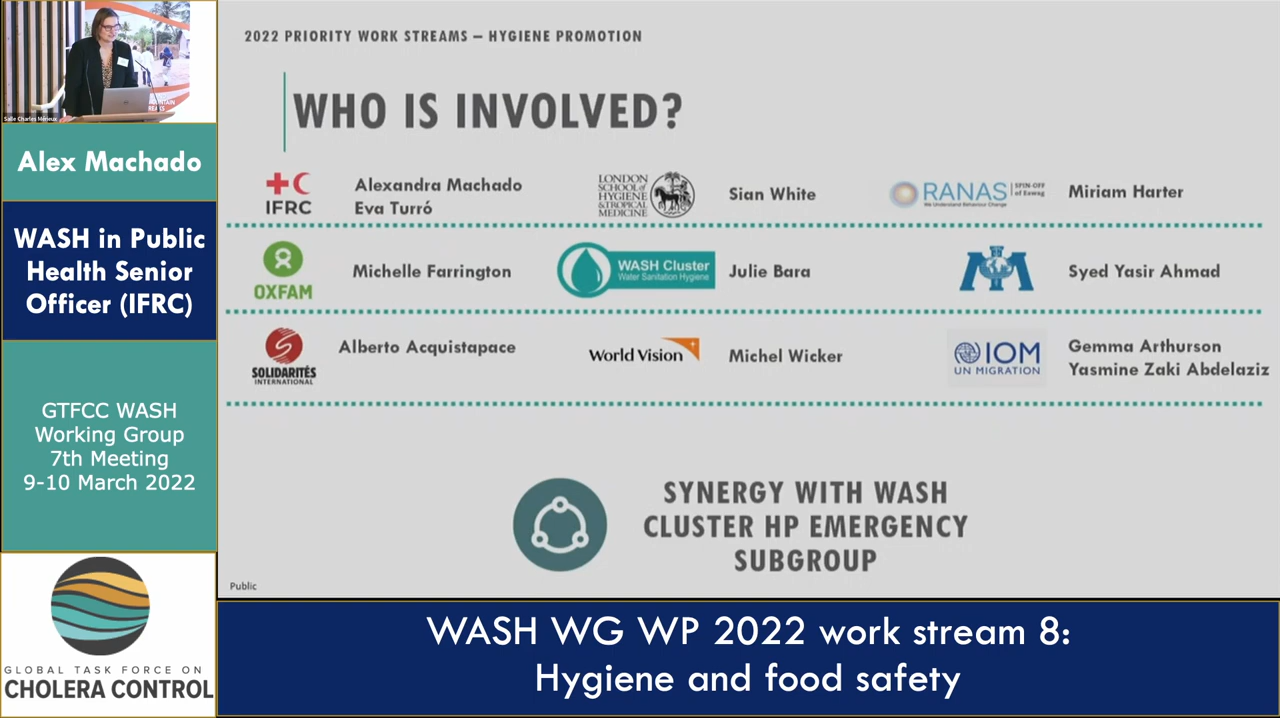 Salle Charles Mérieux
Alex Machado
WASH in Public
Health Senior
Officer (IFRC)
GTFCC WASH
Working Group
7th Meeting
9-10 March 2022
GLOBAL TASK FORCE ON
CHOLERA CONTROL
2022 PRIORITY WORK STREAMS – HYGIENE PROMOTION
WHO IS INVOLVED?
IFRC
Alexandra Machado
Eva Turró
LONDON
SCHOOL of
HYGIENE
&TROPICAL
MEDICINE
Sian White
RANAS
SPIN-OFF
of Eawag
We Understand Behaviour Change
Miriam Harter
OXFAM
Michelle Farrington
WASH Cluster
Water Sanitation Hygiene
Julie Bara
Syed Yasir Ahmad
SOLIDARITÉS
INTERNATIONAL
Alberto Acquistapace
World Vision
Michel Wicker
IOM
UN MIGRATION
Gemma Arthurson
Yasmine Zaki Abdelaziz
SYNERGY WITH WASH
CLUSTER HP EMERGENCY
SUBGROUP
Public
WASH WG WP 2022 work stream 8:
Hygiene and food safety